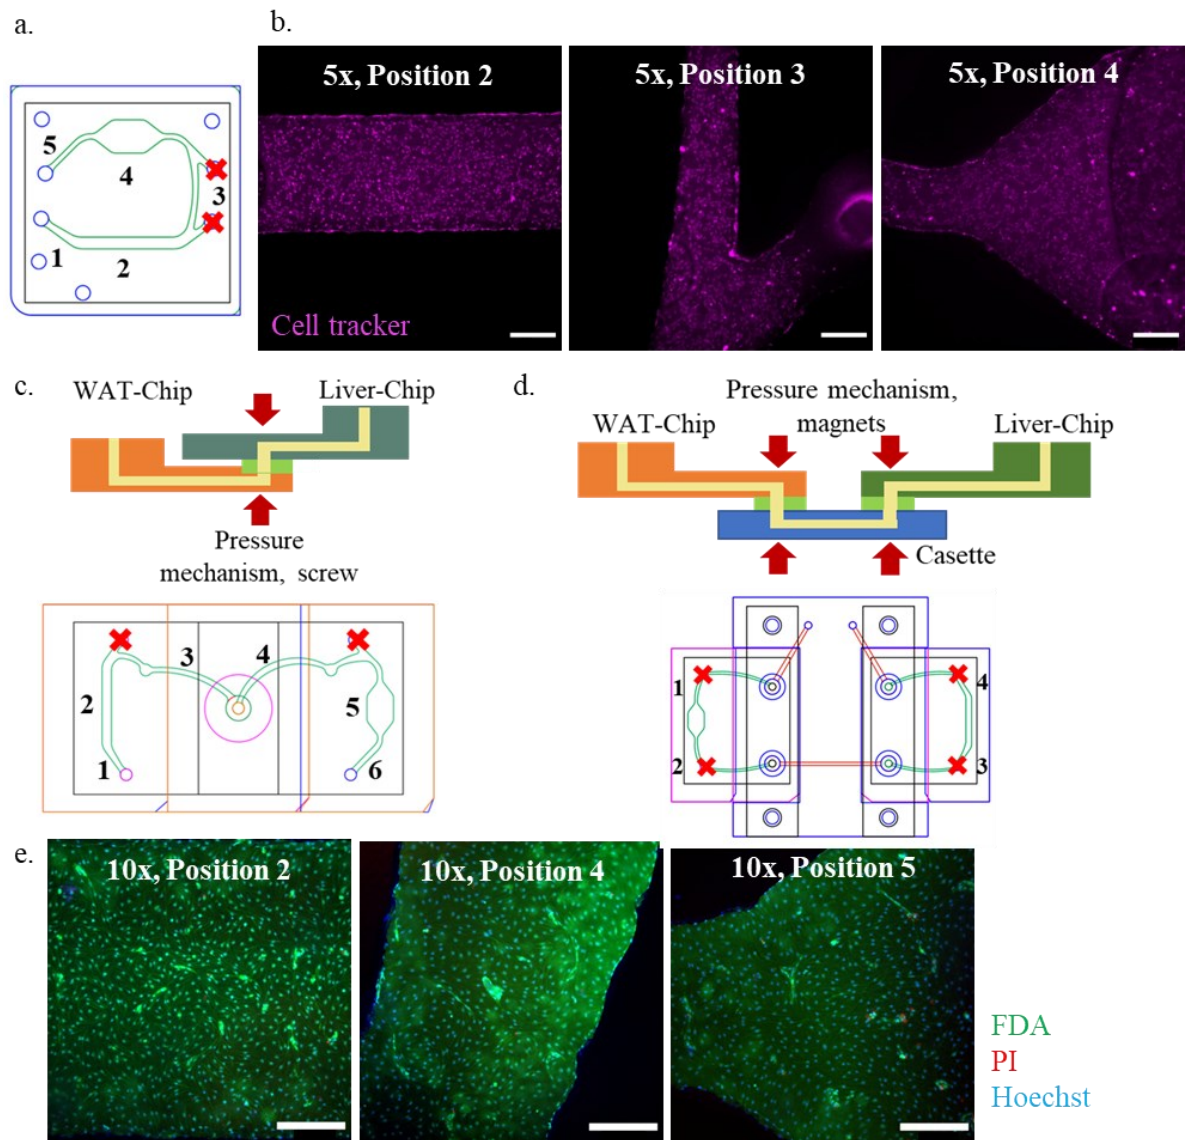 a.
b.
5x, Position 2
5x, Position 3
5x, Position 4
5
4
3
1
2
Cell tracker
c.
WAT-Chip
Liver-Chip
Pressure
mechanism, screw
3
4
2
5
1
6
d.
Pressure mechanism,
magnets
WAT-Chip
Liver-Chip
Casette
1
4
2
3
e.
10x, Position 2
10x, Position 4
10x, Position 5
FDA
PI
Hoechst